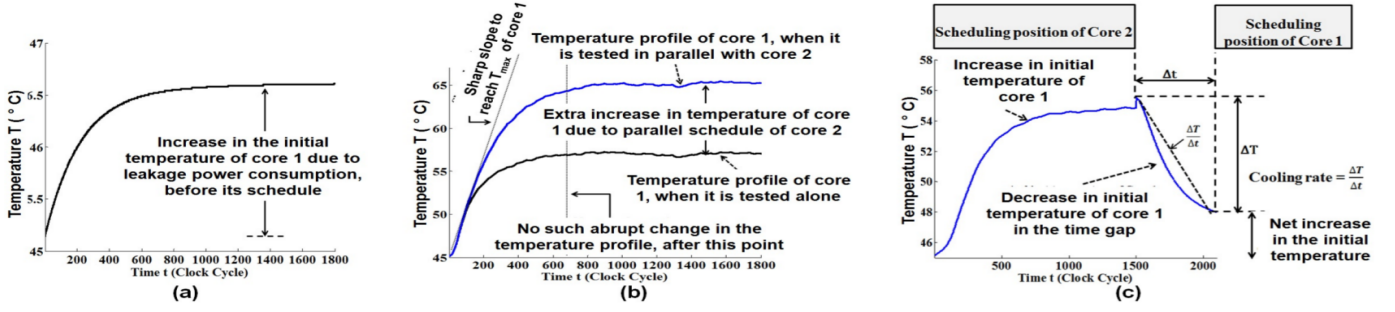 47
6.5
46
5.5
45
Temperature T ( ° C)
Increase in the initial
temperature of core 1 due to
leakage power consumption,
before its schedule
0 200 400 600 800 1000 1200 1400 1600 1800
Time t (Clock Cycle)
(a)
Sharp slope to
reach Tmax of core 1
Temperature profile of core 1, when it
is tested in parallel with core 2
65
60
55
50
45
Temperature T ( ° C)
Extra increase in temperature of core
1 due to parallel schedule of core 2
Temperature profile of core
1, when it is tested alone
No such abrupt change in the
temperature profile, after this point
200 400 600 800 1000 1200 1400 1600 1800
Time t (Clock Cycle)
(b)
Scheduling position of Core 2
Scheduling
position of Core 1
58
56
54
52
50
48
46
Temperature T ( ° C)
Increase in initial
temperature of
core 1
Δt
ΔT/Δt
ΔT
Cooling rate = ΔT/Δt
Decrease in initial
temperature of core 1
in the time gap
Net increase
in the initial
temperature
500 1000 1500 2000
Time t (Clock Cycle)
(c)